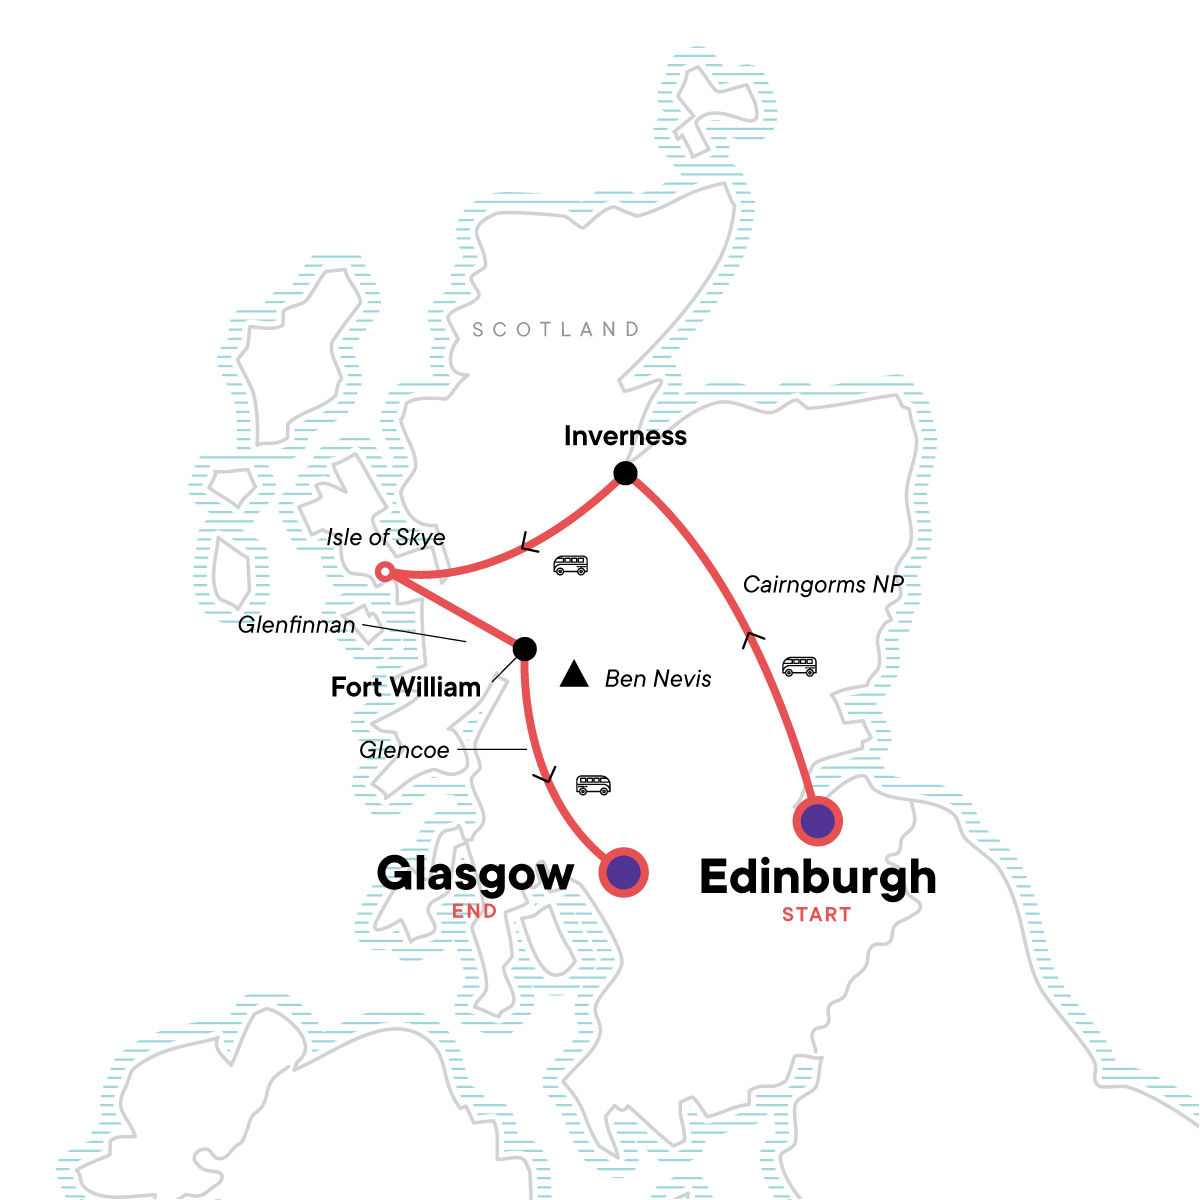 SCOTLAND
Inverness
Isle of Skye
Cairngorms NP
Glenfinnan
Fort William
Ben Nevis
Glencoe
Glasgow
END
Edinburgh
START